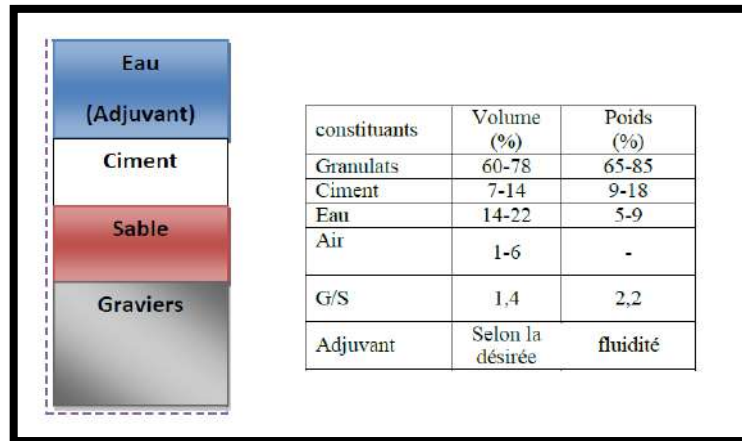 Eau
(Adjuvant)
Ciment
Sable
Graviers
constituants Volume (%) Poids (%)
Granulats 60-78 65-85
Ciment 7-14 9-18
Eau 14-22 5-9
Air 1-6 -
G/S 1,4 2,2
Adjuvant Selon la désirée fluidité